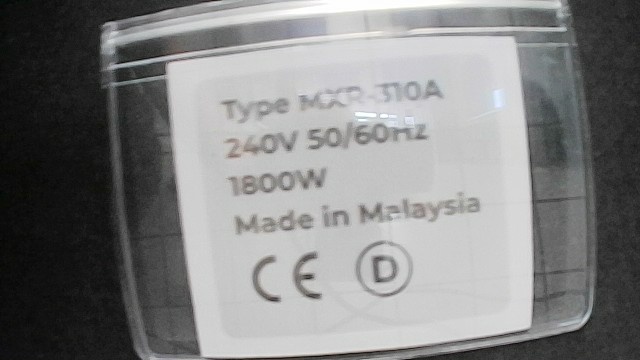 Type MXR-310A
240V 50/60Hz
1800W
Made in Malaysia
CE D